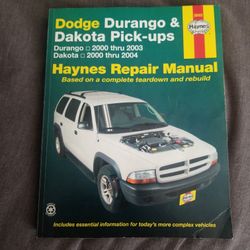 Dodge Durango &
Dakota Pick-ups
Haynes
Durango 2000 thru 2003
Dakota 2000 thru 2004
Haynes Repair Manual
Based on a complete teardown and rebuild
Haynes
Includes essential information for today's more complex vehicles